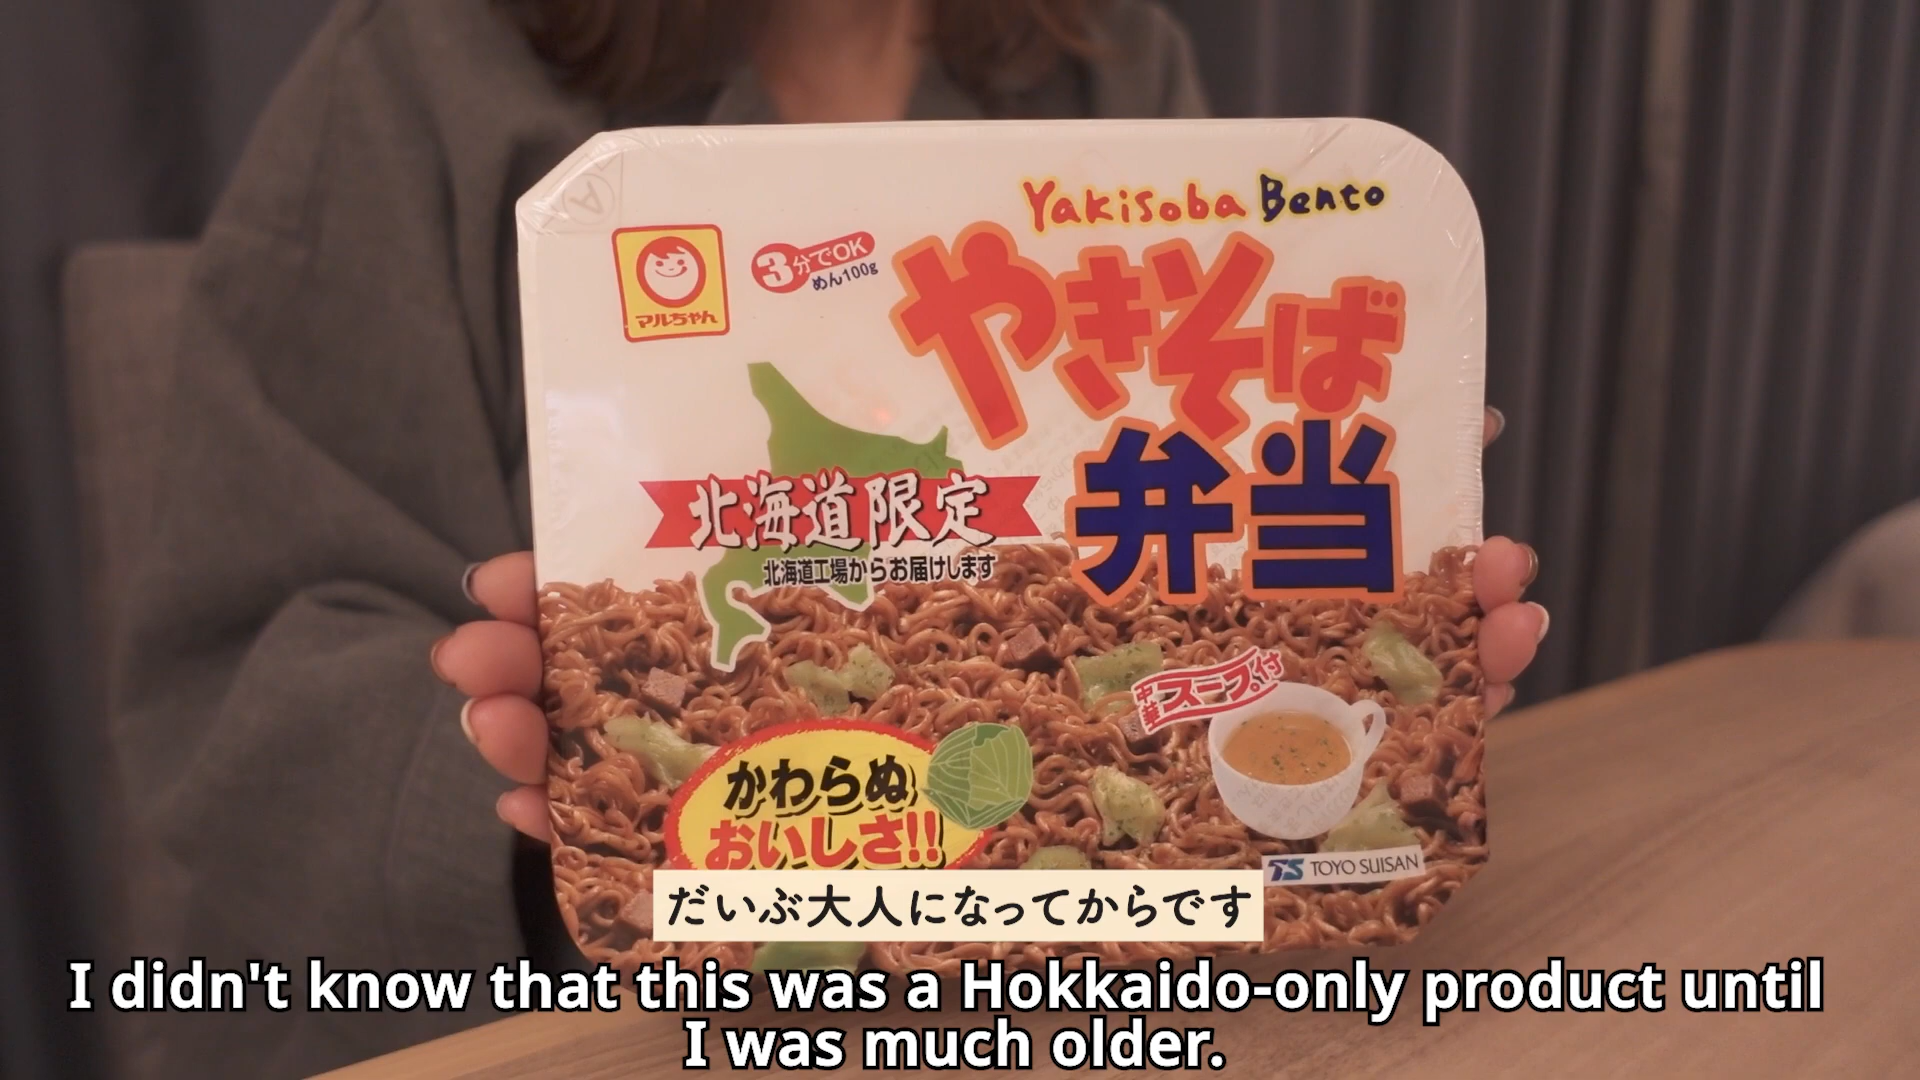 Yakisoba Bento
マルちゃん
3分でOK
めん100g
やきそば
弁当
北海道限定
北海道工場からお届けします
中華スープ付
かわらぬ
おいしさ!!
TS TOYO SUISAN
だいぶ大人になってからです
I didn't know that this was a Hokkaido-only product until
I was much older.